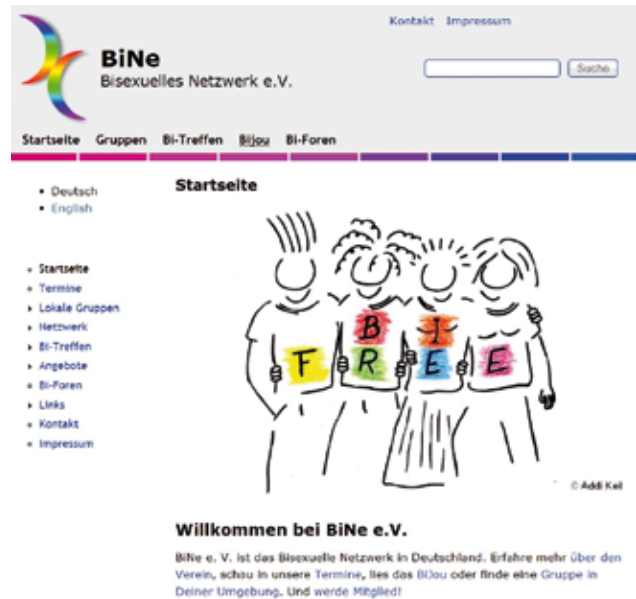 Kontakt Impressum
BiNe
Bisexuelles Netzwerk e.V.
Suche
Startseite Gruppen Bi-Treffen Bijou Bi-Foren
Deutsch
English
Startseite
Termine
Lokale Gruppen
Netzwerk
Bi-Treffen
Angebote
Bi-Foren
Links
Kontakt
Impressum
Startseite
B I
F R E E
© Addi Keil
Willkommen bei BiNe e.V.
BiNe e. V. ist das Bisexuelle Netzwerk in Deutschland. Erfahre mehr über den
Verein, schau in unsere Termine, lies das BiJou oder finde eine Gruppe in
Deiner Umgebung. Und werde Mitglied!